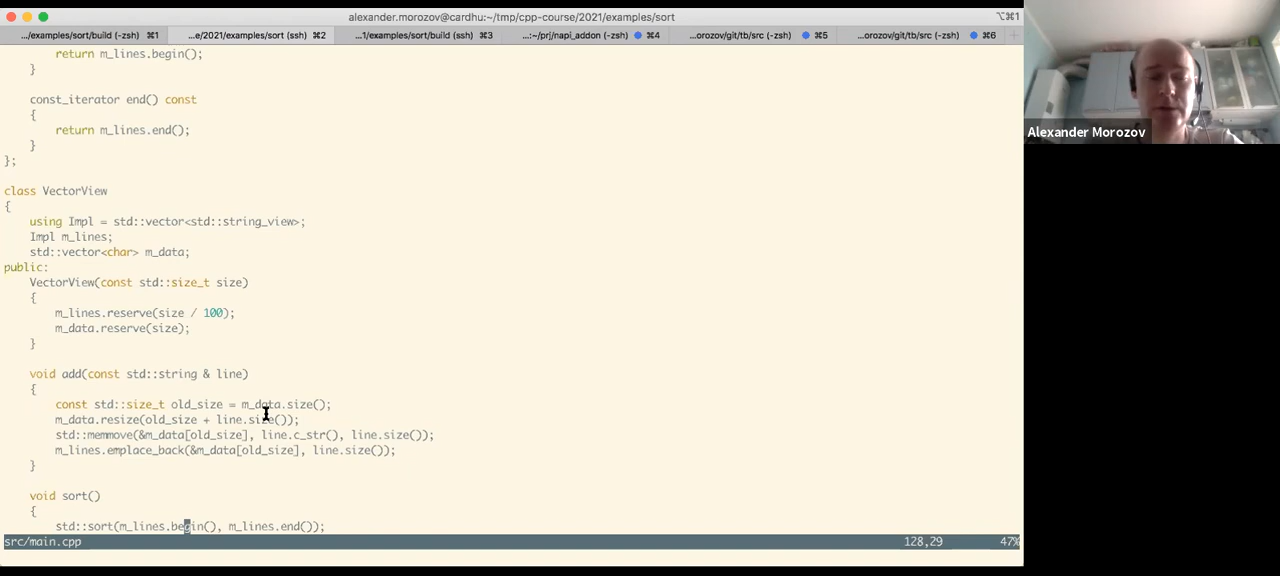 alexander.morozov@cardhu:~/tmp/cpp-course/2021/examples/sort
⌥⌘1
.../examples/sort/build (-zsh) ⌘1
...e/2021/examples/sort (ssh) ⌘2
...1/examples/sort/build (ssh) ⌘3
...:~/prj/napi_addon (-zsh) ⌘4
...orozov/git/tb/src (-zsh) ⌘5
...orozov/git/tb/src (-zsh) ⌘6
return m_lines.begin();
}
const_iterator end() const
{
return m_lines.end();
}
};
class VectorView
{
using Impl = std::vector<std::string_view>;
Impl m_lines;
std::vector<char> m_data;
public:
VectorView(const std::size_t size)
{
m_lines.reserve(size / 100);
m_data.reserve(size);
}
void add(const std::string & line)
{
const std::size_t old_size = m_data.size();
m_data.resize(old_size + line.size());
std::memmove(&m_data[old_size], line.c_str(), line.size());
m_lines.emplace_back(&m_data[old_size], line.size());
}
void sort()
{
std::sort(m_lines.begin(), m_lines.end());
src/main.cpp 128,29 47%
Alexander Morozov